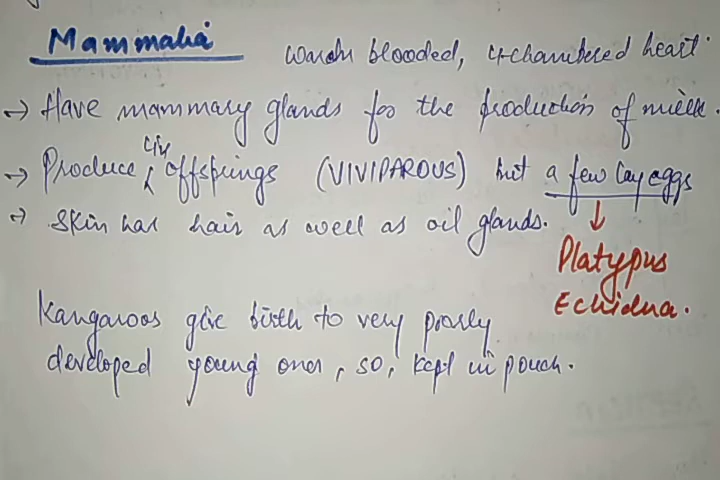 Mammalia warm blooded, 4-chambered heart.
→ Have mammary glands for the production of milk.
→ Produce liv offsprings (VIVIPAROUS) but a few lay eggs
→ Skin has hair as well as oil glands.
Platypus
Echidna.
Kangaroos give birth to very poorly
developed young ones, so, kept in pouch.